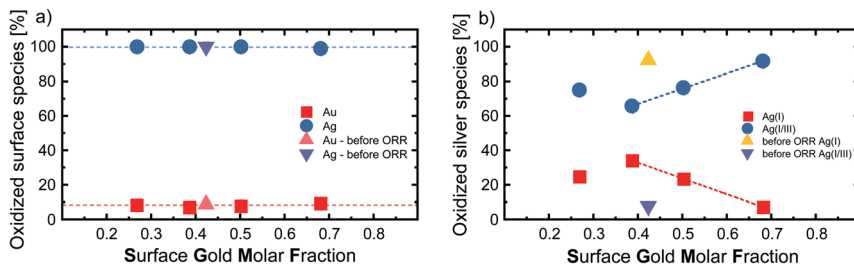 a)
Oxidized surface species [%]
100
80
60
40
20
0
Au
Ag
Au - before ORR
Ag - before ORR
0.2 0.3 0.4 0.5 0.6 0.7 0.8
Surface Gold Molar Fraction
b)
Oxidized silver species [%]
100
80
60
40
20
0
Ag(I)
Ag(I/III)
before ORR Ag(I)
before ORR Ag(I/III)
0.2 0.3 0.4 0.5 0.6 0.7 0.8
Surface Gold Molar Fraction